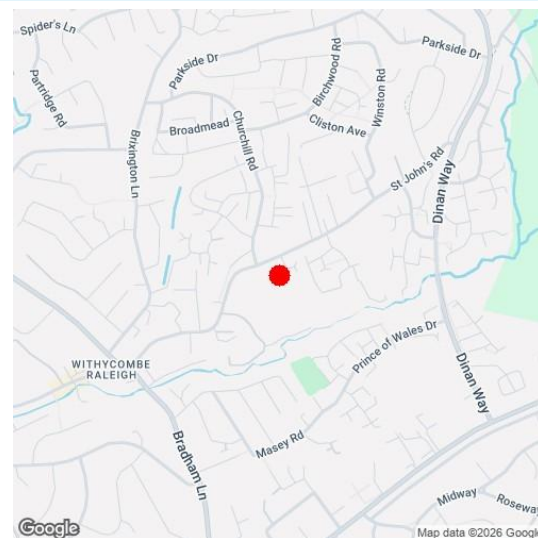 Spider's Ln
Parkside Dr
Parkside Dr
Partridge Rd
Birchwood Rd
Winston Rd
Broadmead
Churchill Rd
Cliston Ave
Brixington Ln
St John's Rd
Dinan Way
Prince of Wales Dr
WITHYCOMBE
RALEIGH
Dinan Way
Bradham Ln
Masey Rd
Midway
Roseway
Google
Map data ©2026 Google